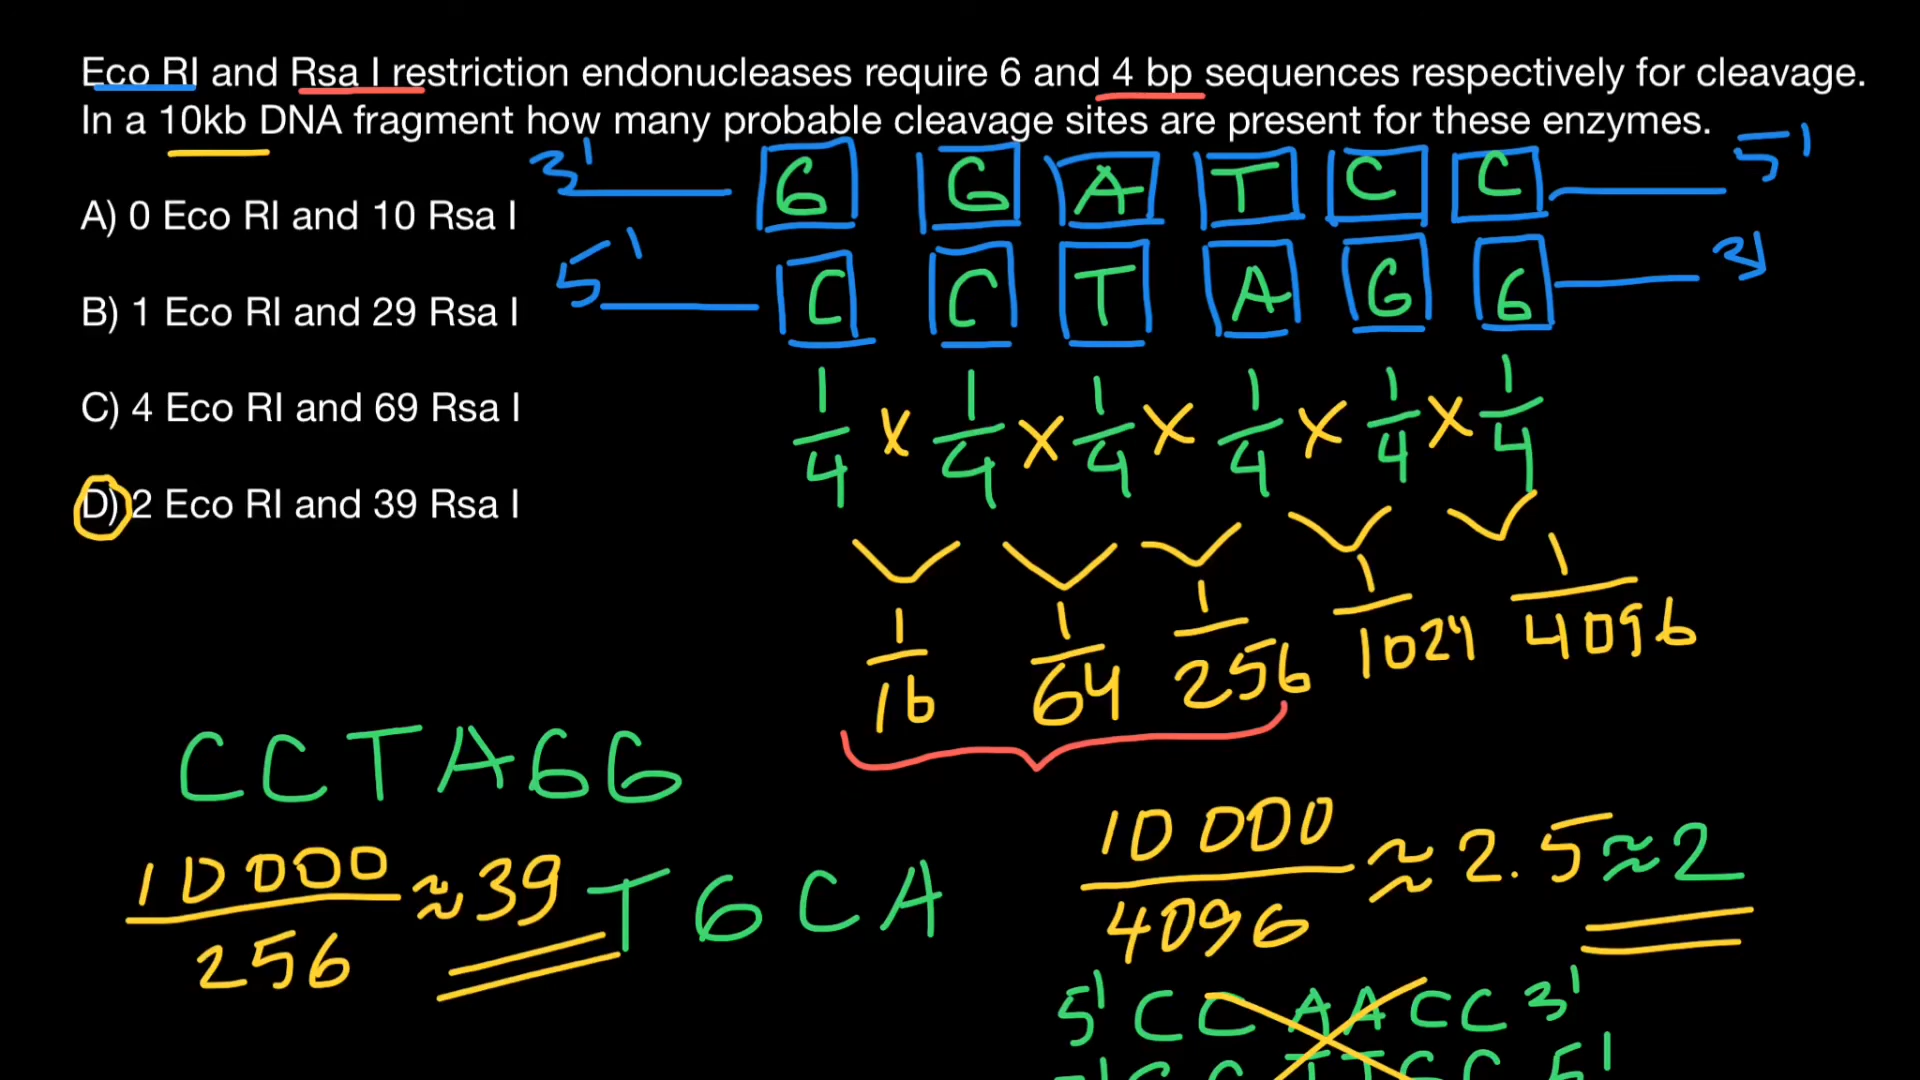 Eco RI and Rsa I restriction endonucleases require 6 and 4 bp sequences respectively for cleavage.
In a 10kb DNA fragment how many probable cleavage sites are present for these enzymes.
3' G G A T C C 5'
A) 0 Eco RI and 10 Rsa I
5' C C T A G G 3'
B) 1 Eco RI and 29 Rsa I
C) 4 Eco RI and 69 Rsa I
1/4 x 1/4 x 1/4 x 1/4 x 1/4 x 1/4
D) 2 Eco RI and 39 Rsa I
1/16 1/64 1/256 1/1024 1/4096
CCTAGG
10000/256 ≈ 39
TGCA
10000/4096 ≈ 2.5 ≈ 2
5' CCAACC 3'
5'